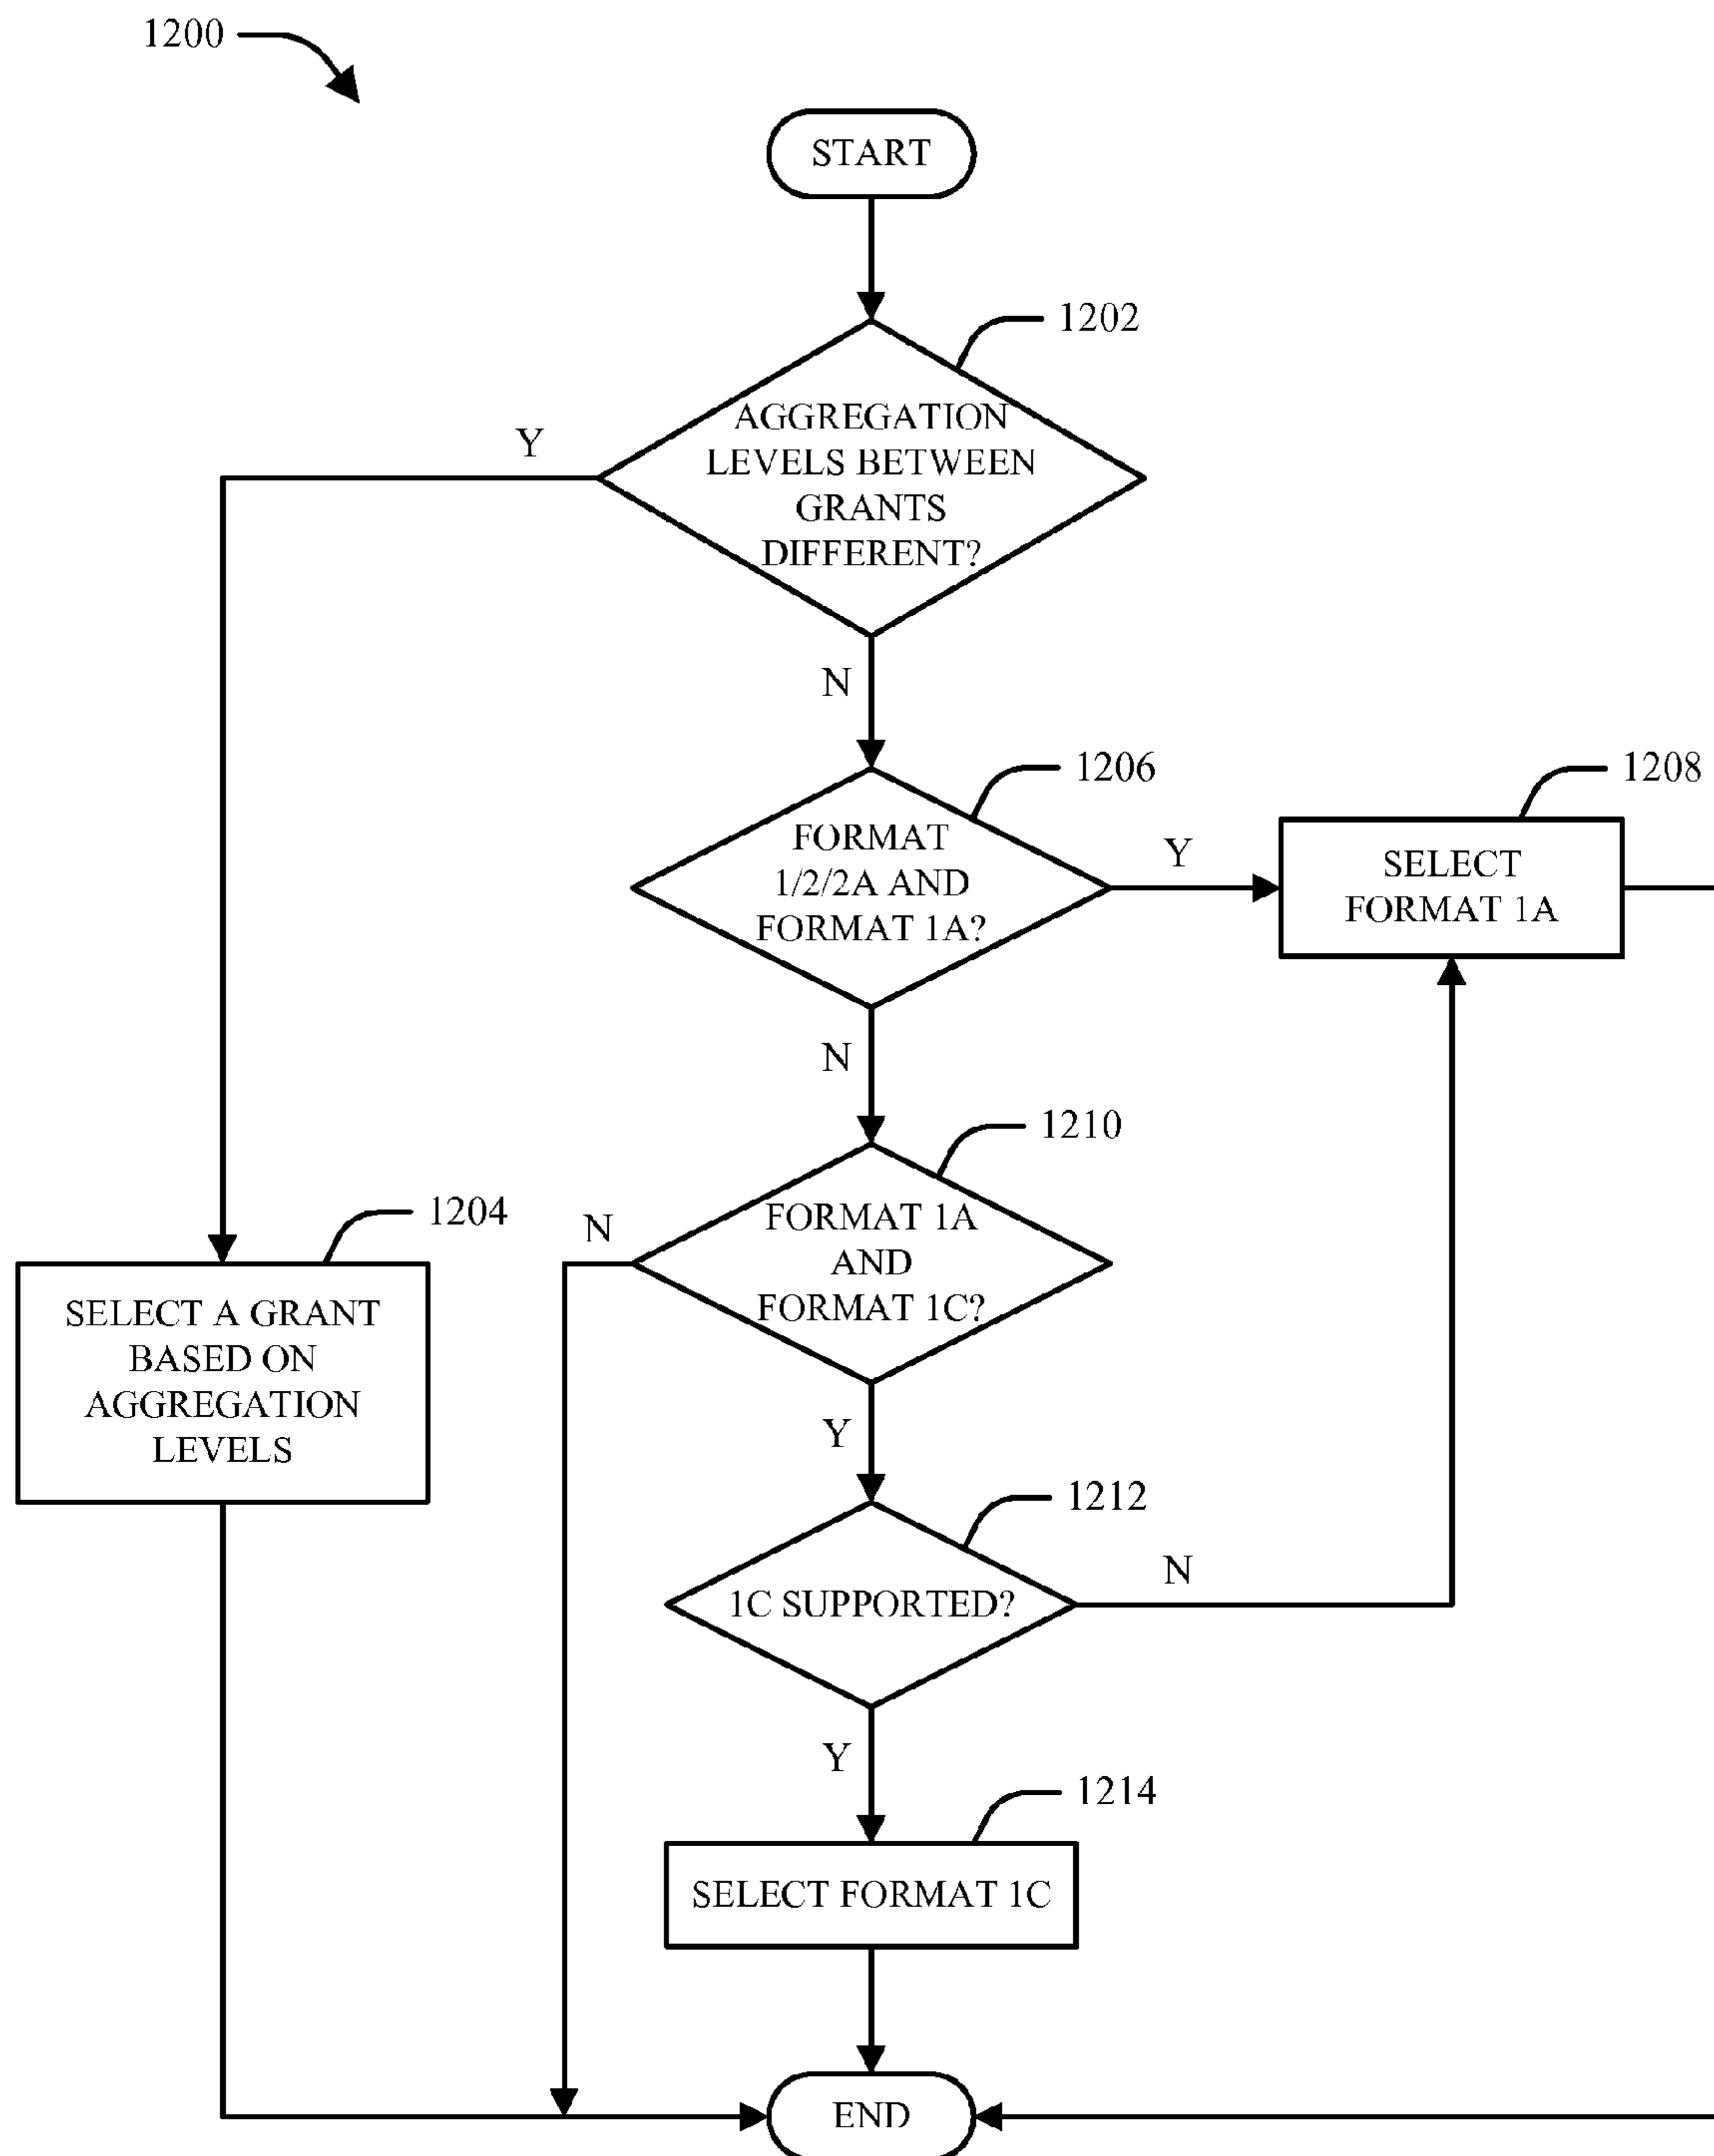 1200
START
1202
AGGREGATION
LEVELS BETWEEN
GRANTS
DIFFERENT?
Y
N
1206
FORMAT
1/2/2A AND
FORMAT 1A?
Y
1208
SELECT
FORMAT 1A
N
1210
FORMAT 1A
AND
FORMAT 1C?
N
1204
SELECT A GRANT
BASED ON
AGGREGATION
LEVELS
Y
1212
1C SUPPORTED?
N
Y
1214
SELECT FORMAT 1C
END